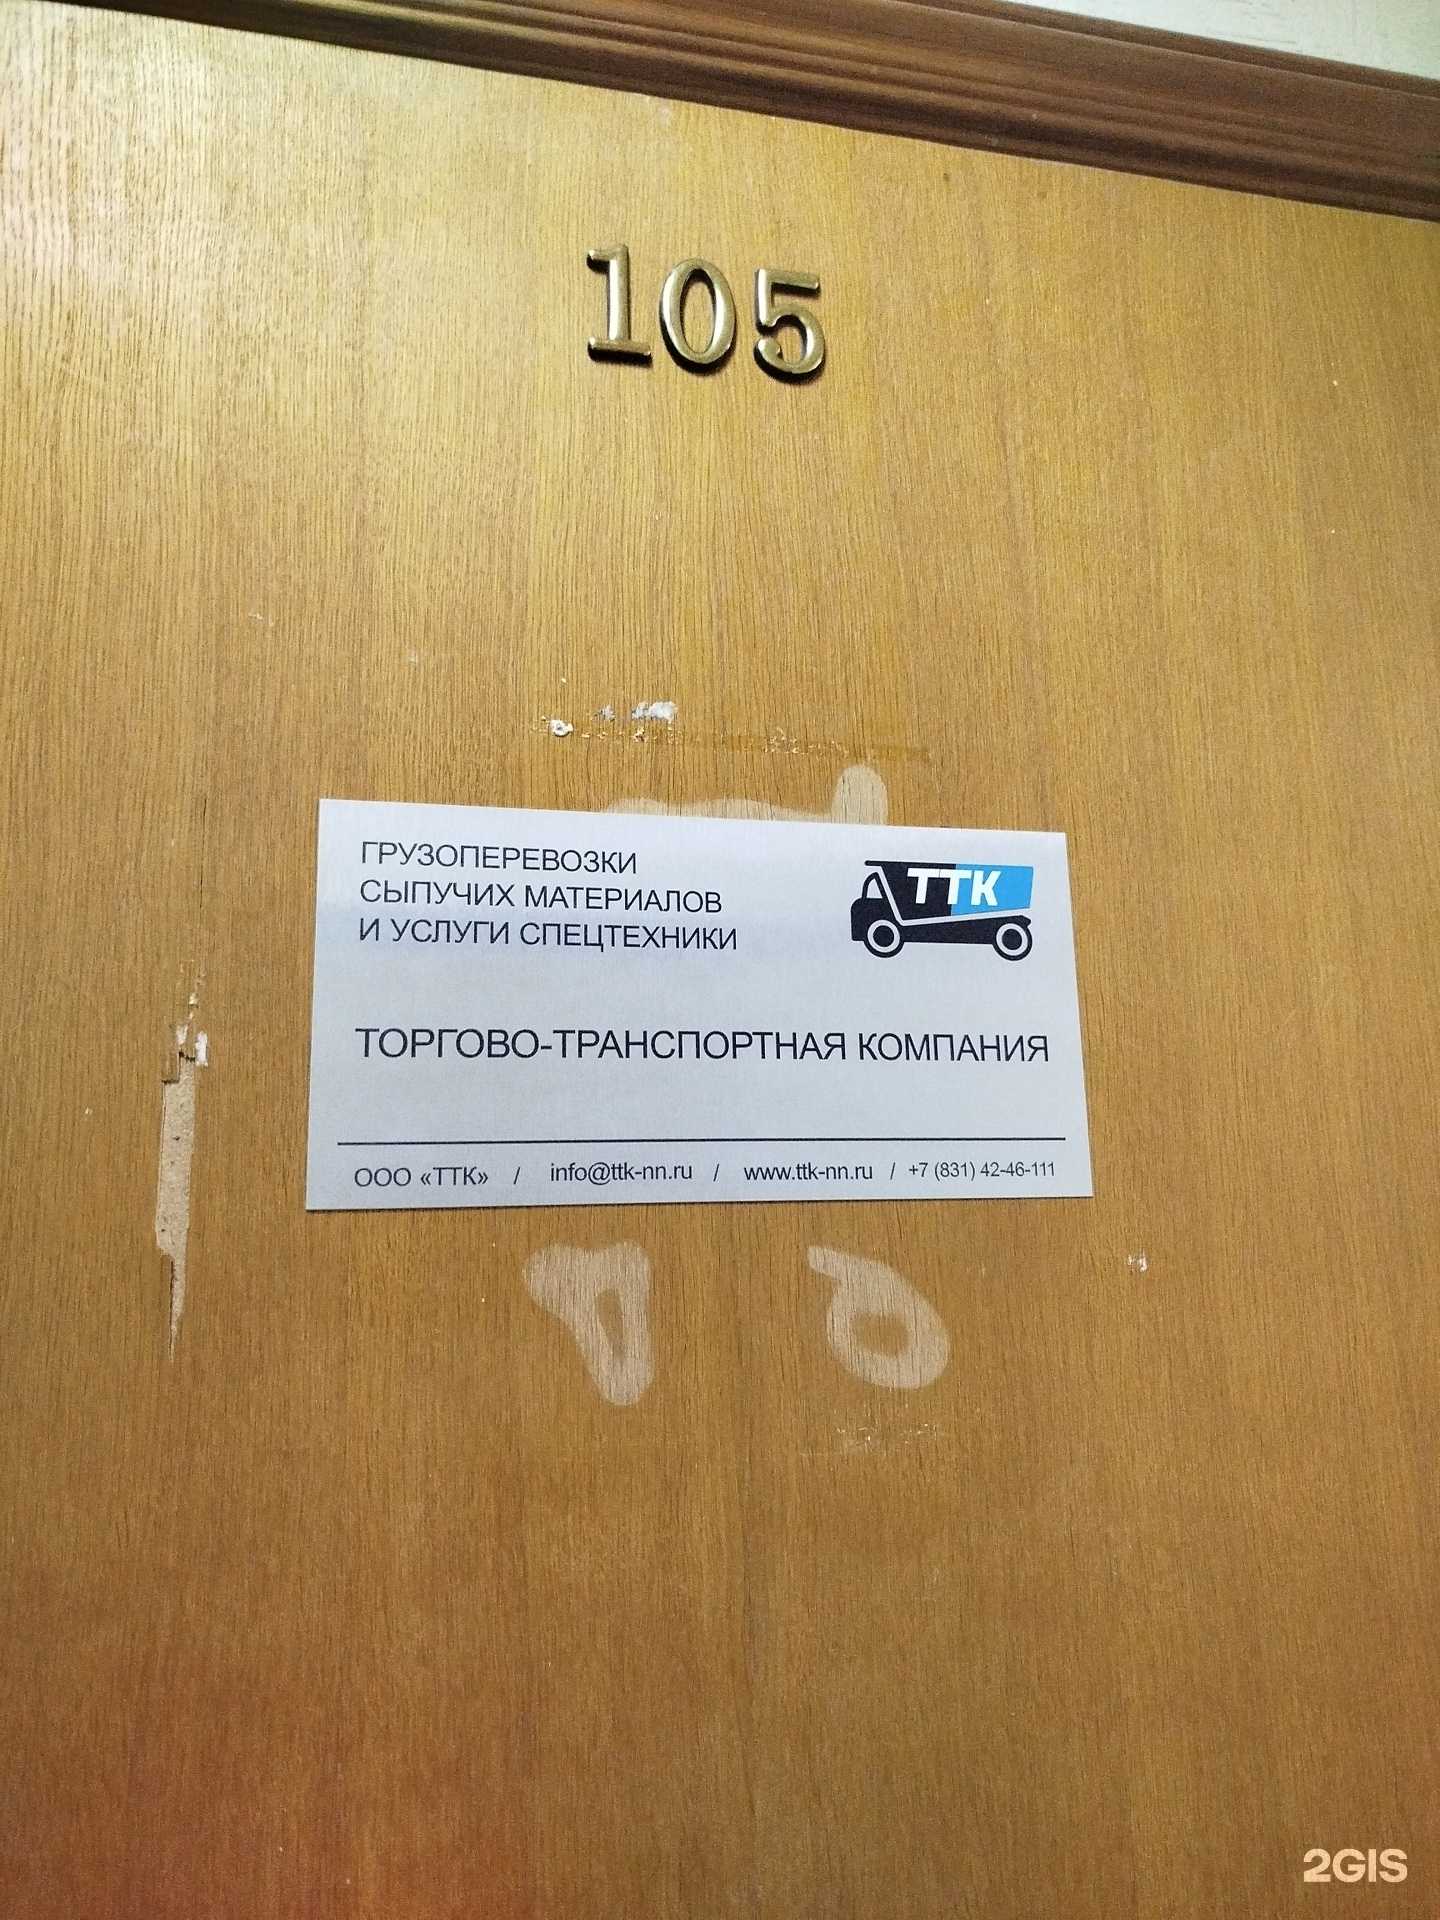 105
ГРУЗОПЕРЕВОЗКИ
СЫПУЧИХ МАТЕРИАЛОВ
И УСЛУГИ СПЕЦТЕХНИКИ
ТТК
ТОРГОВО-ТРАНСПОРТНАЯ КОМПАНИЯ
ООО «ТТК» / info@ttk-nn.ru / www.ttk-nn.ru / +7 (831) 42-46-111
2GIS